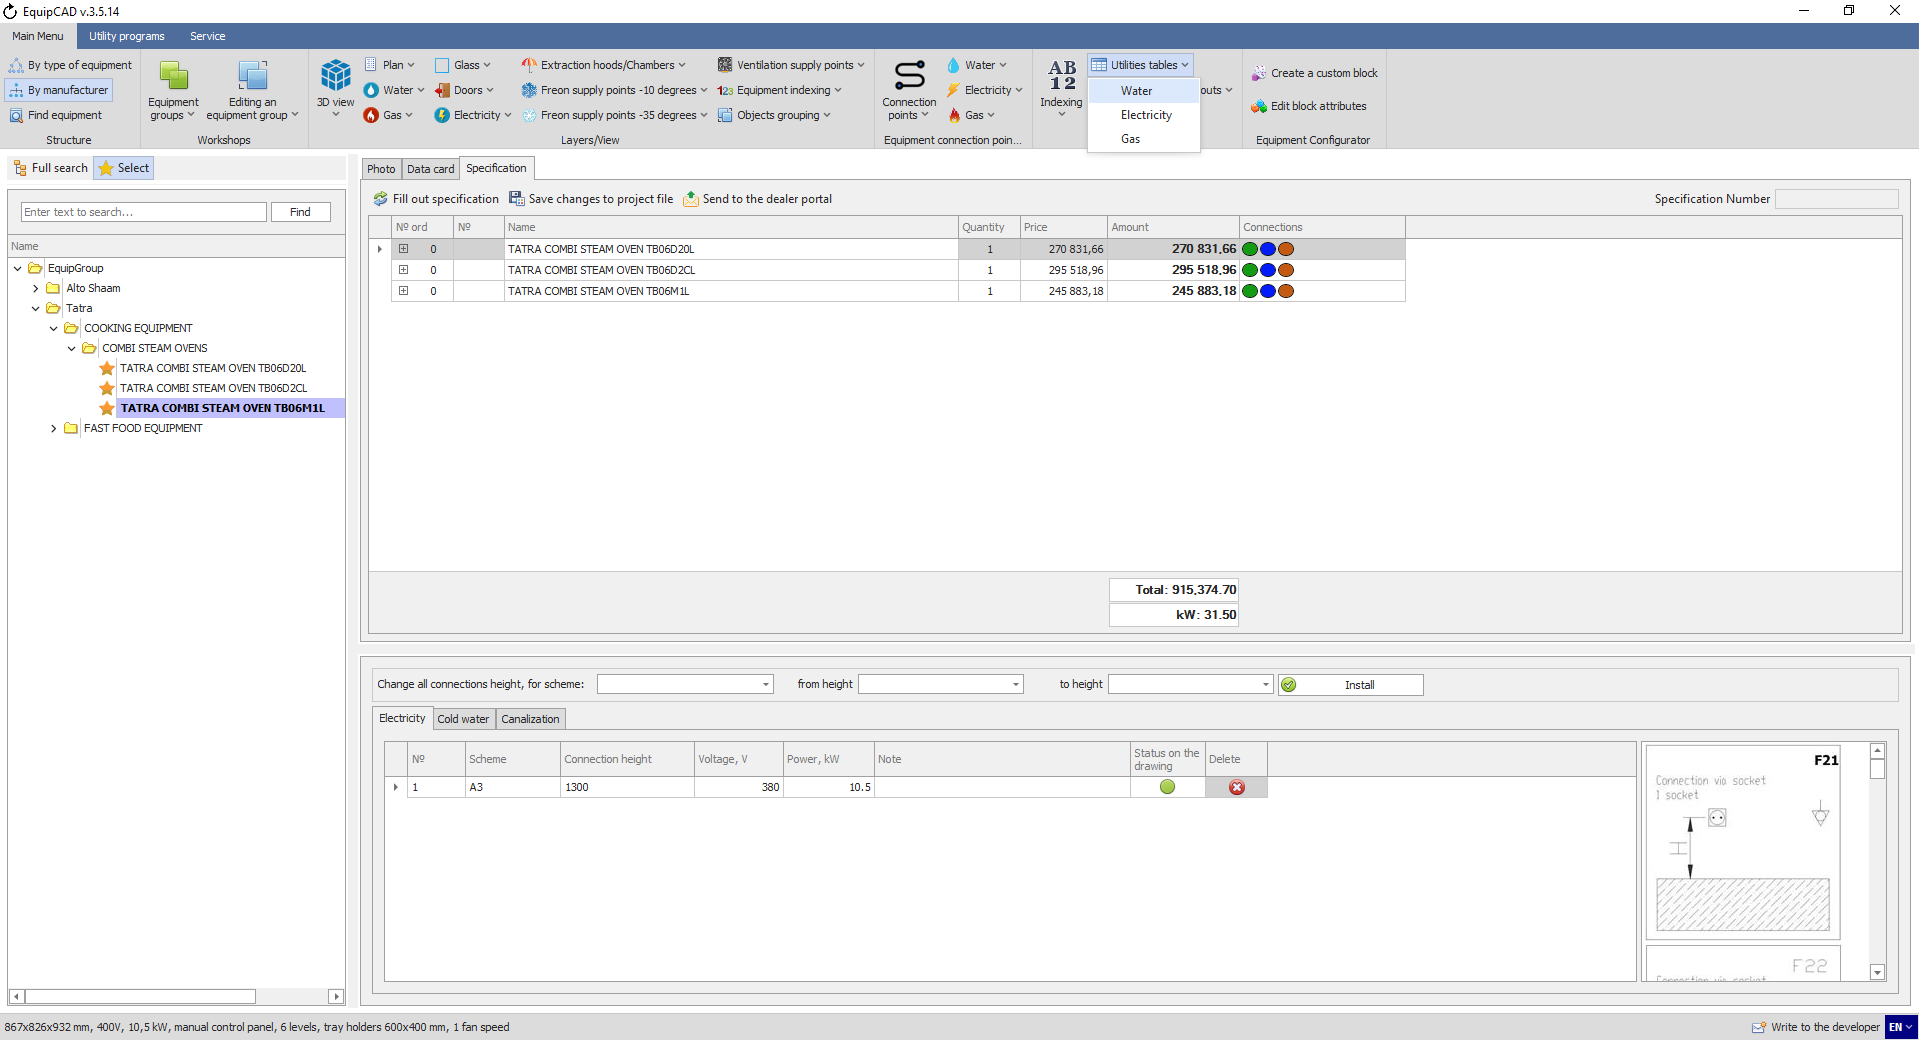 EquipCAD v.3.5.14
Main Menu
Utility programs
Service
By type of equipment
By manufacturer
Find equipment
Structure
Equipment groups
Editing an equipment group
Workshops
3D view
Plan
Water
Gas
Glass
Doors
Electricity
Extraction hoods/Chambers
Freon supply points -10 degrees
Freon supply points -35 degrees
Ventilation supply points
123 Equipment indexing
Objects grouping
Layers/View
Connection points
Water
Electricity
Gas
Equipment connection poin...
AB
12
Indexing
Utilities tables
Water
Electricity
Gas
outs
Create a custom block
Edit block attributes
Equipment Configurator
Full search
Select
Enter text to search...
Find
Name
EquipGroup
Alto Shaam
Tatra
COOKING EQUIPMENT
COMBI STEAM OVENS
TATRA COMBI STEAM OVEN TB06D20L
TATRA COMBI STEAM OVEN TB06D2CL
TATRA COMBI STEAM OVEN TB06M1L
FAST FOOD EQUIPMENT
Photo
Data card
Specification
Fill out specification
Save changes to project file
Send to the dealer portal
Specification Number
Nº ord
Nº
Name
Quantity
Price
Amount
Connections
0 TATRA COMBI STEAM OVEN TB06D20L 1 270 831,66 270 831,66
0 TATRA COMBI STEAM OVEN TB06D2CL 1 295 518,96 295 518,96
0 TATRA COMBI STEAM OVEN TB06M1L 1 245 883,18 245 883,18
Total: 915,374.70
kW: 31.50
Change all connections height, for scheme:
from height
to height
Install
Electricity
Cold water
Canalization
Nº
Scheme
Connection height
Voltage, V
Power, kW
Note
Status on the drawing
Delete
1 A3 1300 380 10.5
F21
Connection via socket
1 socket
H
F22
Connection via socket
867x826x932 mm, 400V, 10,5 kW, manual control panel, 6 levels, tray holders 600x400 mm, 1 fan speed
Write to the developer
EN